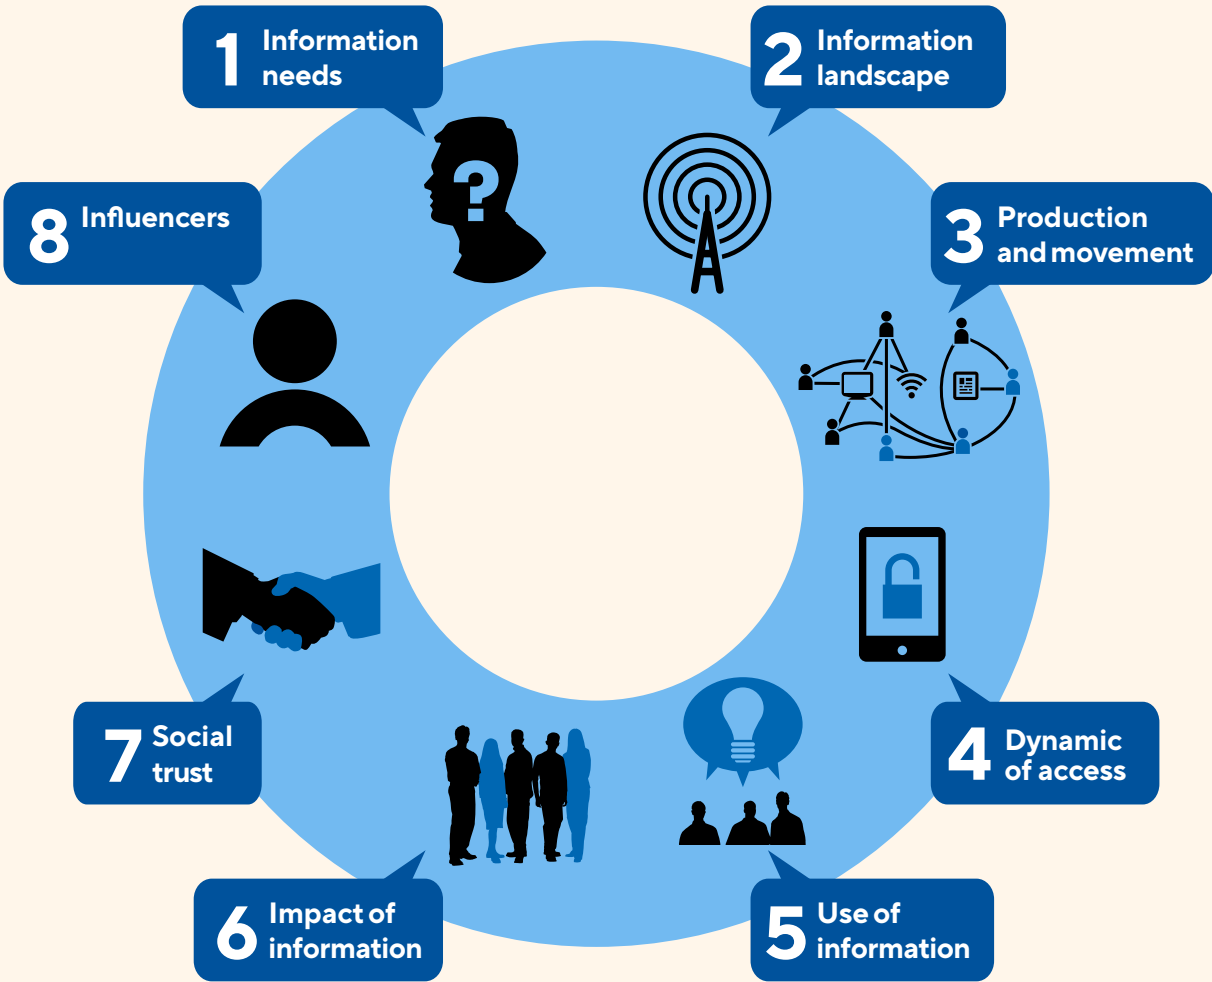 1 Information
needs
2 Information
landscape
3 Production
and movement
4 Dynamic
of access
5 Use of
information
6 Impact of
information
7 Social
trust
8 Influencers
?